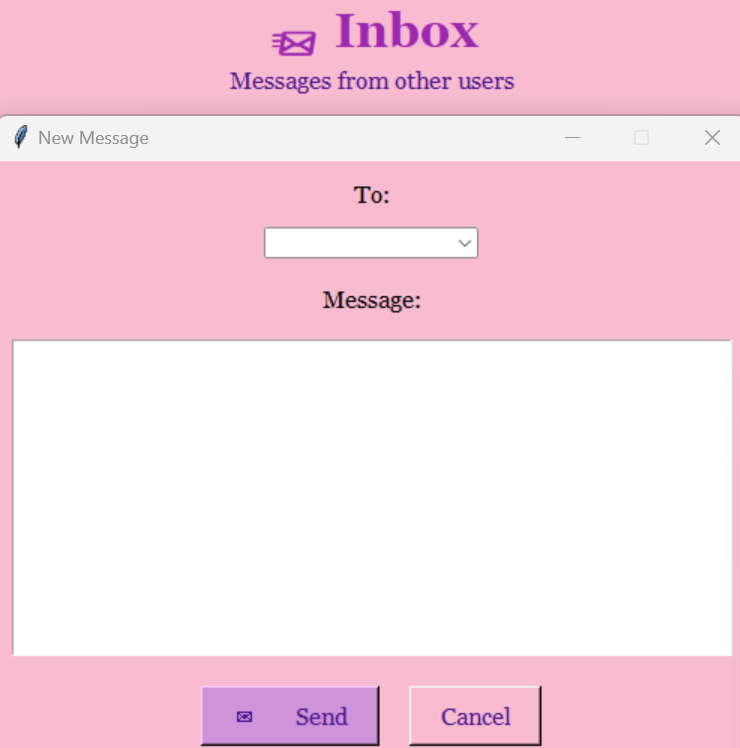 📨 Inbox
Messages from other users
New Message
To:
Message:
✉ Send
Cancel